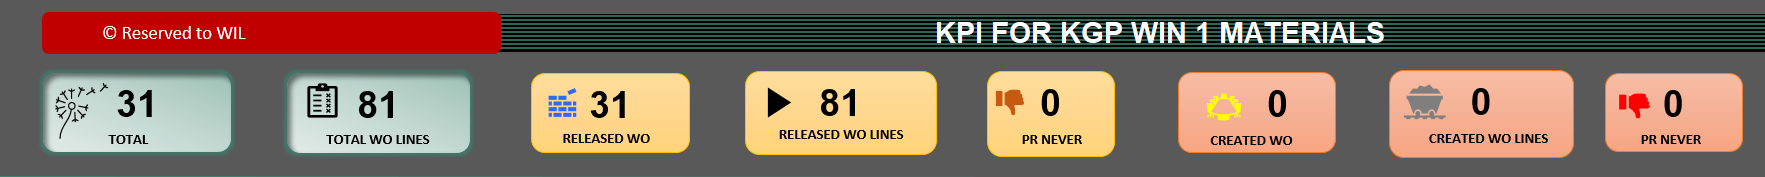 © Reserved to WIL
KPI FOR KGP WIN 1 MATERIALS
31
TOTAL
81
TOTAL WO LINES
31
RELEASED WO
81
RELEASED WO LINES
0
PR NEVER
0
CREATED WO
0
CREATED WO LINES
0
PR NEVER